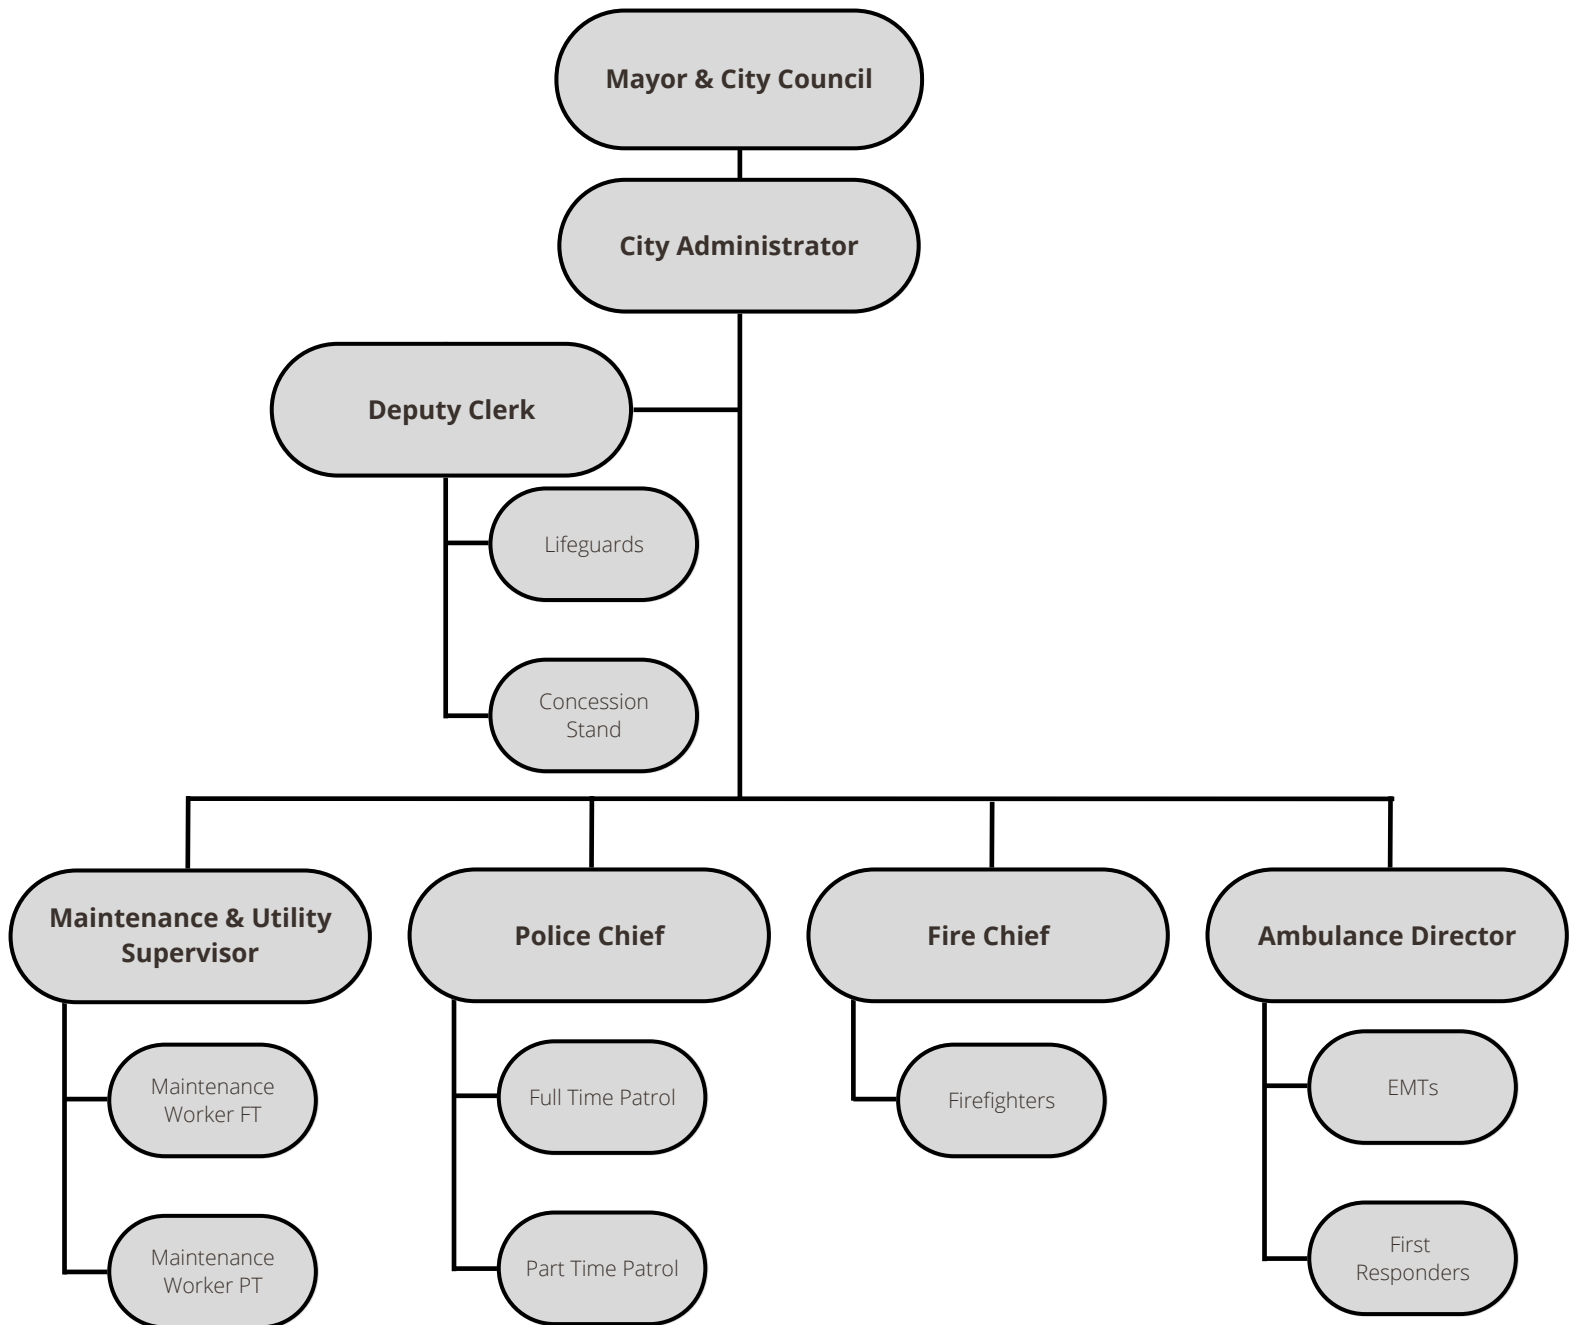 Mayor & City Council
City Administrator
Deputy Clerk
Lifeguards
Concession
Stand
Maintenance & Utility
Supervisor
Police Chief
Fire Chief
Ambulance Director
Maintenance
Worker FT
Full Time Patrol
Firefighters
EMTs
Maintenance
Worker PT
Part Time Patrol
First
Responders